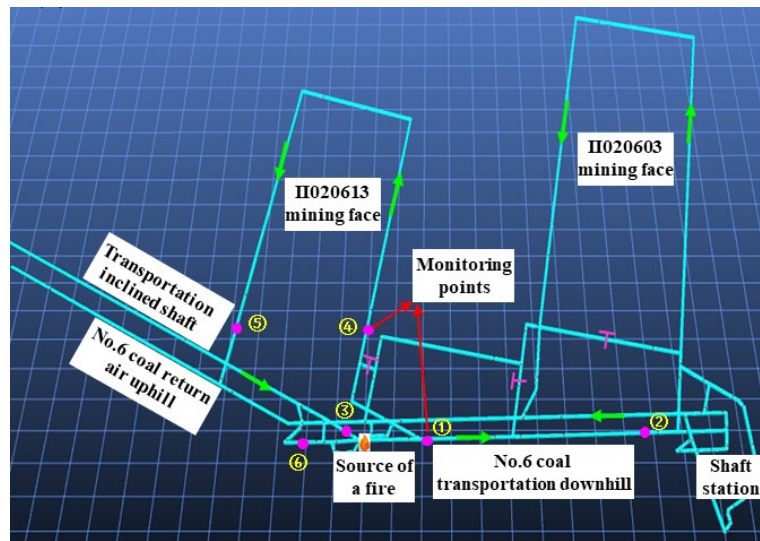 II020603
mining face
II020613
mining face
Monitoring
points
Transportation
inclined shaft
⑤
④
No.6 coal return
air uphill
③
①
②
⑥
Source of
a fire
No.6 coal
transportation downhill
Shaft
station